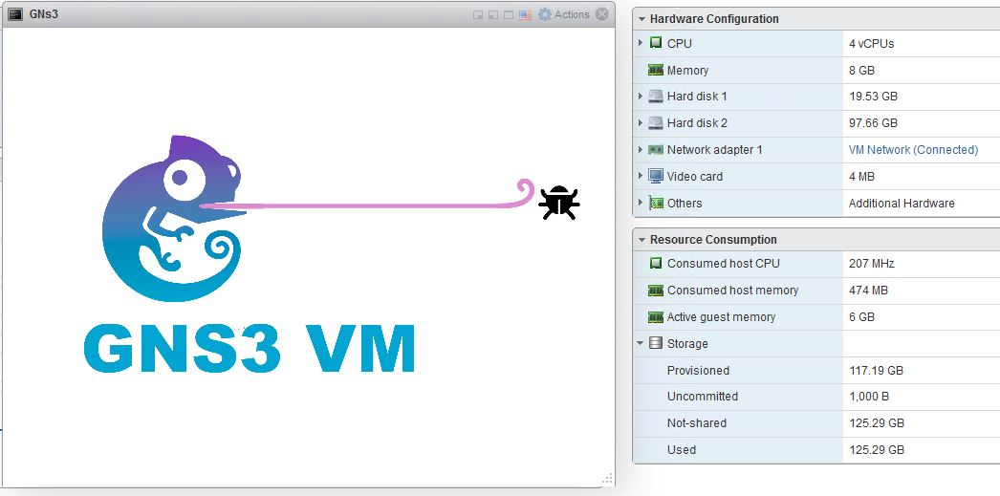 GNs3
Actions
GNS3 VM
Hardware Configuration
CPU 4 vCPUs
Memory 8 GB
Hard disk 1 19.53 GB
Hard disk 2 97.66 GB
Network adapter 1 VM Network (Connected)
Video card 4 MB
Others Additional Hardware
Resource Consumption
Consumed host CPU 207 MHz
Consumed host memory 474 MB
Active guest memory 6 GB
Storage
Provisioned 117.19 GB
Uncommitted 1,000 B
Not-shared 125.29 GB
Used 125.29 GB